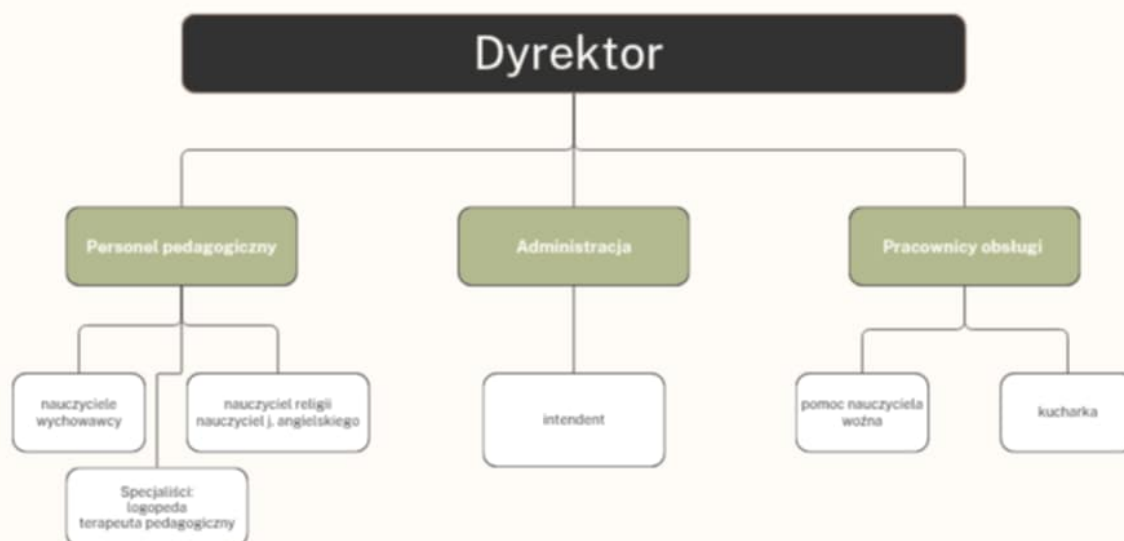 Dyrektor
Personel pedagogiczny
Administracja
Pracownicy obsługi
nauczyciele
wychowawcy
nauczyciel religii
nauczyciel j. angielskiego
intendent
pomoc nauczyciela
woźna
kucharka
Specjaliści:
logopeda
terapeuta pedagogiczny